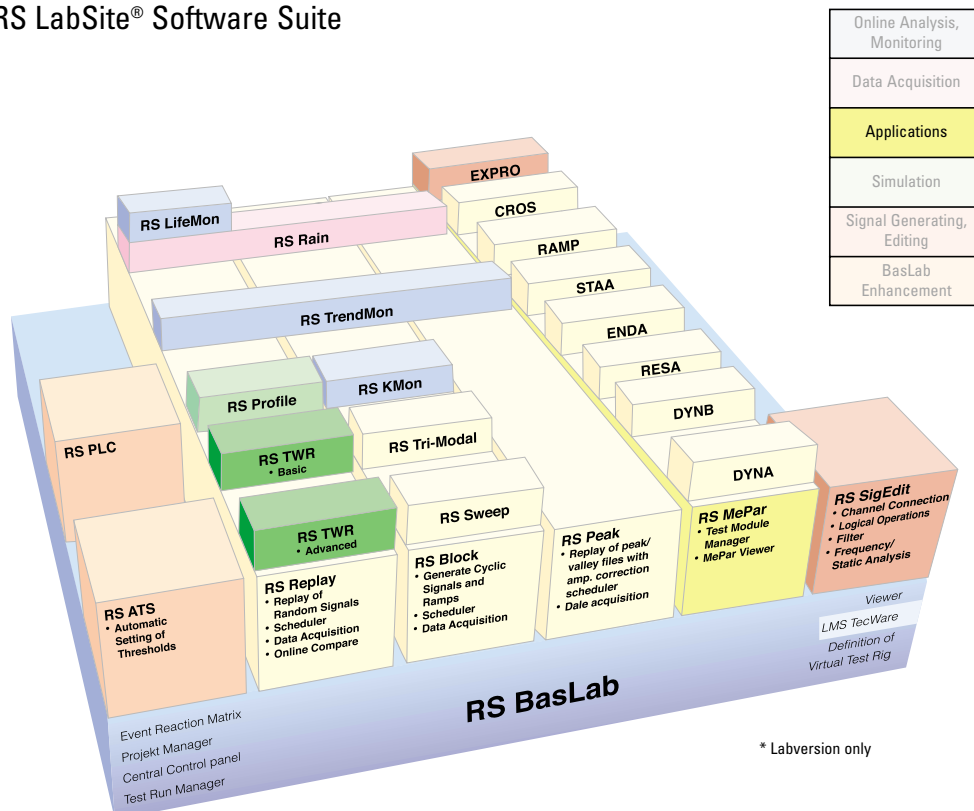 RS LabSite® Software Suite
Online Analysis,
Monitoring
Data Acquisition
Applications
Simulation
Signal Generating,
Editing
BasLab
Enhancement
EXPRO
CROS
RAMP
STAA
ENDA
RESA
DYNB
DYNA
RS LifeMon
RS Rain
RS TrendMon
RS Profile
RS KMon
RS PLC
RS TWR
• Basic
RS Tri-Modal
RS TWR
• Advanced
RS Sweep
RS ATS
• Automatic
Setting of
Thresholds
RS Replay
• Replay of
Random Signals
• Scheduler
• Data Acquisition
• Online Compare
RS Block
• Generate Cyclic
Signals and
Ramps
• Scheduler
• Data Acquisition
RS Peak
• Replay of peak/
valley files with
amp. correction
scheduler
• Dale acquisition
RS MePar
• Test Module
Manager
• MePar Viewer
RS SigEdit
• Channel Connection
• Logical Operations
• Filter
• Frequency/
Static Analysis
Viewer
LMS TecWare
Definition of
Virtual Test Rig
RS BasLab
Event Reaction Matrix
Projekt Manager
Central Control panel
Test Run Manager
* Labversion only